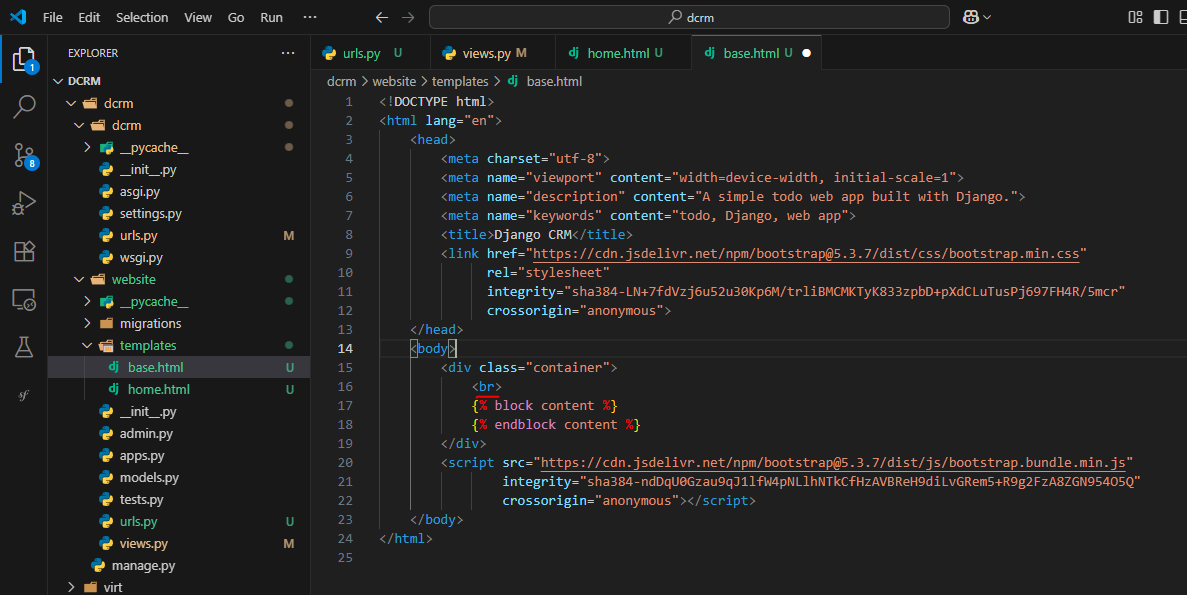 File Edit Selection View Go Run ··· dcrm
EXPLORER ···
DCRM
dcrm
dcrm
__pycache__
__init__.py
asgi.py
settings.py
urls.py M
wsgi.py
website
__pycache__
migrations
templates
base.html U
home.html U
__init__.py
admin.py
apps.py
models.py
tests.py
urls.py U
views.py M
manage.py
virt
1
8
urls.py U views.py M home.html U base.html U
dcrm > website > templates > dj base.html
1 <!DOCTYPE html>
2 <html lang="en">
3 <head>
4 <meta charset="utf-8">
5 <meta name="viewport" content="width=device-width, initial-scale=1">
6 <meta name="description" content="A simple todo web app built with Django.">
7 <meta name="keywords" content="todo, Django, web app">
8 <title>Django CRM</title>
9 <link href="https://cdn.jsdelivr.net/npm/bootstrap@5.3.7/dist/css/bootstrap.min.css"
10 rel="stylesheet"
11 integrity="sha384-LN+7fdVzj6u52u30Kp6M/trliBMCMKTyK833zpbD+pXdCLuTusPj697FH4R/5mcr"
12 crossorigin="anonymous">
13 </head>
14 <body>
15 <div class="container">
16 <br>
17 {% block content %}
18 {% endblock content %}
19 </div>
20 <script src="https://cdn.jsdelivr.net/npm/bootstrap@5.3.7/dist/js/bootstrap.bundle.min.js"
21 integrity="sha384-ndDqU0Gzau9qJ1lfW4pNLlhNTkCfHzAVBReH9diLvGRem5+R9g2FzA8ZGN954O5Q"
22 crossorigin="anonymous"></script>
23 </body>
24 </html>
25